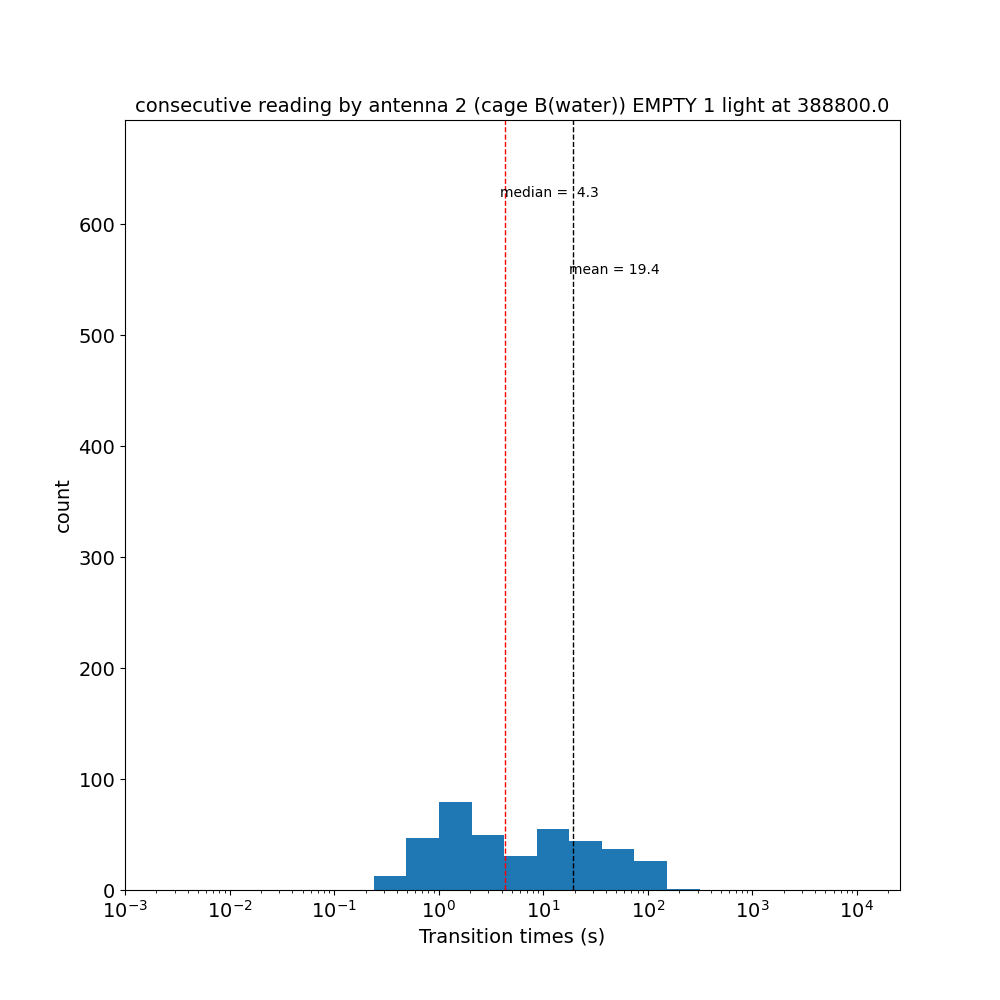 consecutive reading by antenna 2 (cage B(water)) EMPTY 1 light at 388800.0
median = 4.3
mean = 19.4
600
500
400
300
200
100
0
count
10⁻³ 10⁻² 10⁻¹ 10⁰ 10¹ 10² 10³ 10⁴
Transition times (s)